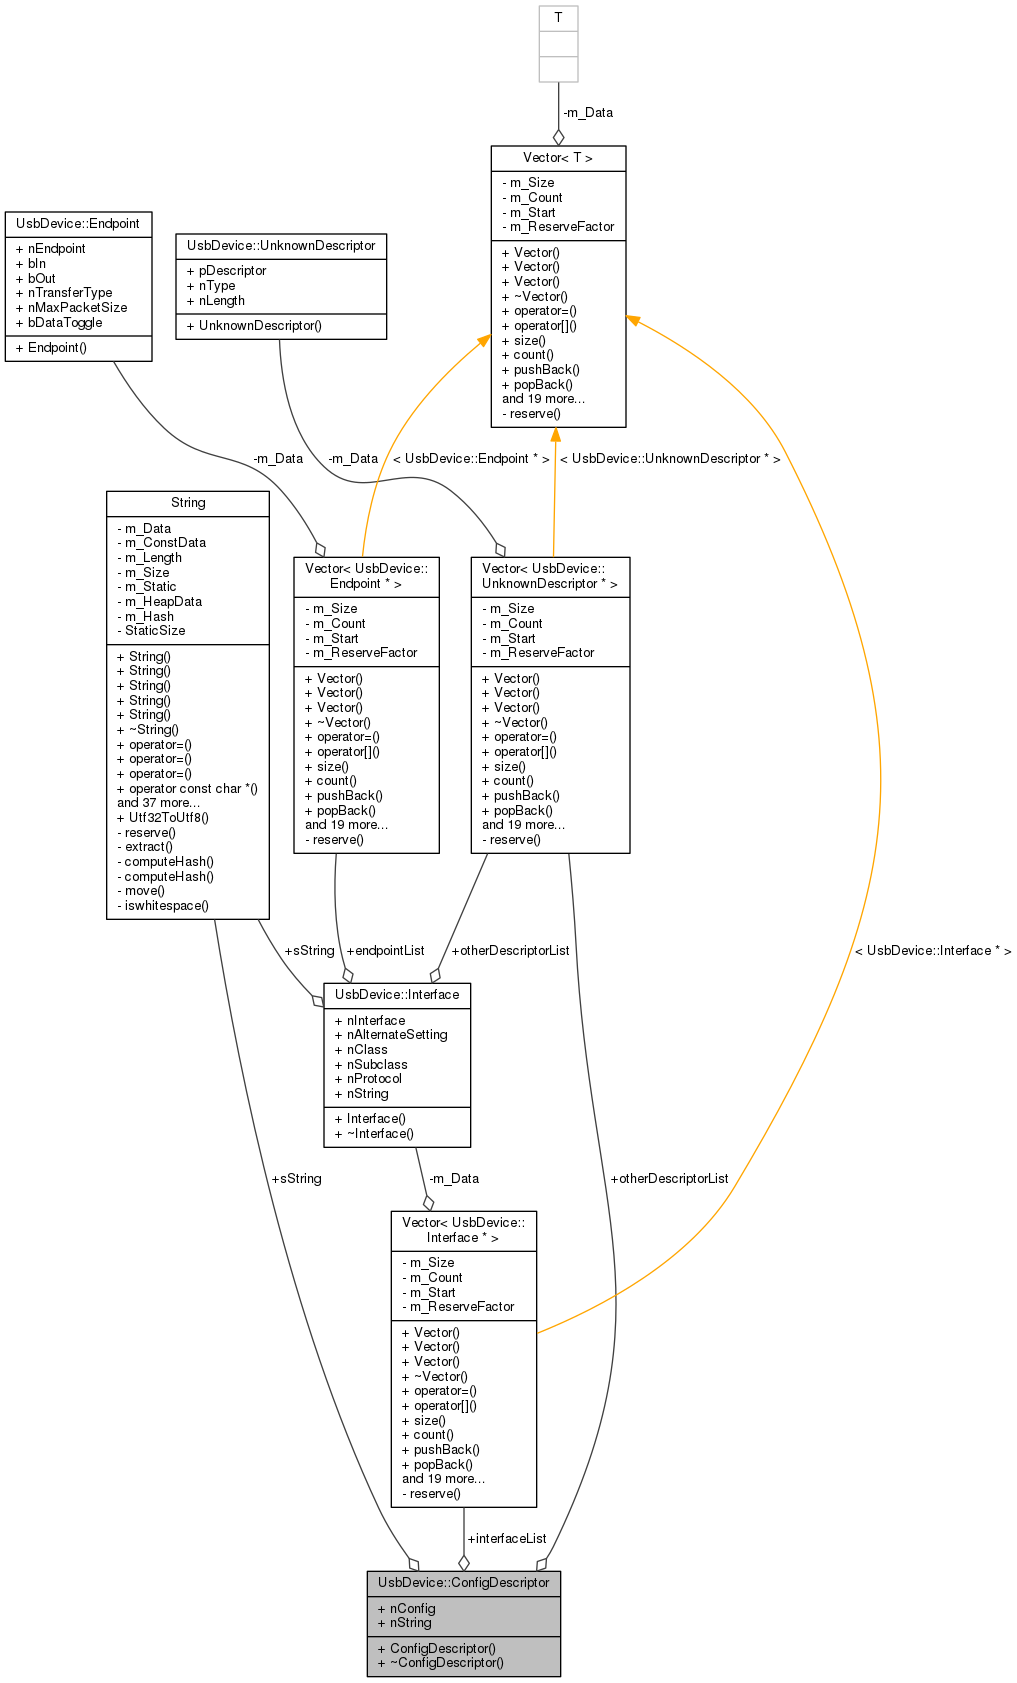 T
-m_Data
Vector< T >
- m_Size
- m_Count
- m_Start
- m_ReserveFactor
+ Vector()
+ Vector()
+ Vector()
+ ~Vector()
+ operator=()
+ operator[]()
+ size()
+ count()
+ pushBack()
+ popBack()
and 19 more...
- reserve()
UsbDevice::Endpoint
+ nEndpoint
+ bIn
+ bOut
+ nTransferType
+ nMaxPacketSize
+ bDataToggle
+ Endpoint()
UsbDevice::UnknownDescriptor
+ pDescriptor
+ nType
+ nLength
+ UnknownDescriptor()
-m_Data
-m_Data
< UsbDevice::Endpoint * >
< UsbDevice::UnknownDescriptor * >
String
- m_Data
- m_ConstData
- m_Length
- m_Size
- m_Static
- m_HeapData
- m_Hash
- StaticSize
+ String()
+ String()
+ String()
+ String()
+ String()
+ ~String()
+ operator=()
+ operator=()
+ operator=()
+ operator const char *()
and 37 more...
+ Utf32ToUtf8()
- reserve()
- extract()
- computeHash()
- computeHash()
- move()
- iswhitespace()
Vector< UsbDevice::
Endpoint * >
- m_Size
- m_Count
- m_Start
- m_ReserveFactor
+ Vector()
+ Vector()
+ Vector()
+ ~Vector()
+ operator=()
+ operator[]()
+ size()
+ count()
+ pushBack()
+ popBack()
and 19 more...
- reserve()
Vector< UsbDevice::
UnknownDescriptor * >
- m_Size
- m_Count
- m_Start
- m_ReserveFactor
+ Vector()
+ Vector()
+ Vector()
+ ~Vector()
+ operator=()
+ operator[]()
+ size()
+ count()
+ pushBack()
+ popBack()
and 19 more...
- reserve()
+sString
+endpointList
+otherDescriptorList
< UsbDevice::Interface * >
UsbDevice::Interface
+ nInterface
+ nAlternateSetting
+ nClass
+ nSubclass
+ nProtocol
+ nString
+ Interface()
+ ~Interface()
+sString
-m_Data
+otherDescriptorList
Vector< UsbDevice::
Interface * >
- m_Size
- m_Count
- m_Start
- m_ReserveFactor
+ Vector()
+ Vector()
+ Vector()
+ ~Vector()
+ operator=()
+ operator[]()
+ size()
+ count()
+ pushBack()
+ popBack()
and 19 more...
- reserve()
+interfaceList
UsbDevice::ConfigDescriptor
+ nConfig
+ nString
+ ConfigDescriptor()
+ ~ConfigDescriptor()